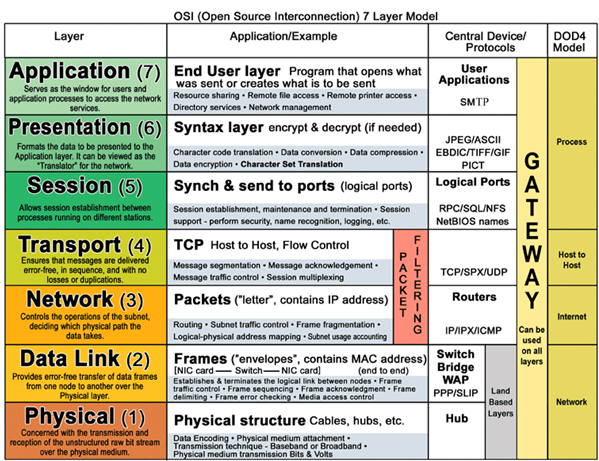 OSI (Open Source Interconnection) 7 Layer Model
Layer
Application/Example
Central Device/
Protocols
DOD4
Model
Application (7)
Serves as the window for users and
application processes to access the network
services.
End User layer Program that opens what
was sent or creates what is to be sent
Resource sharing • Remote file access • Remote printer access •
Directory services • Network management
User
Applications
SMTP
Presentation (6)
Formats the data to be presented to the
Application layer. It can be viewed as the
"Translator" for the network.
Syntax layer encrypt & decrypt (if needed)
Character code translation • Data conversion • Data compression •
Data encryption • Character Set Translation
JPEG/ASCII
EBDIC/TIFF/GIF
PICT
Process
Session (5)
Allows session establishment between
processes running on different stations.
Synch & send to ports (logical ports)
Session establishment, maintenance and termination • Session
support - perform security, name recognition, logging, etc.
Logical Ports
RPC/SQL/NFS
NetBIOS names
Transport (4)
Ensures that messages are delivered
error-free, in sequence, and with no
losses or duplications.
TCP Host to Host, Flow Control
Message segmentation • Message acknowledgement •
Message traffic control • Session multiplexing
PACKET
FILTERING
TCP/SPX/UDP
Host to
Host
Network (3)
Controls the operations of the subnet,
deciding which physical path the
data takes.
Packets ("letter", contains IP address)
Routing • Subnet traffic control • Frame fragmentation •
Logical-physical address mapping • Subnet usage accounting
Routers
IP/IPX/ICMP
Internet
GATEWAY
Can be
used on
all layers
Data Link (2)
Provides error-free transfer of data frames
from one node to another over the
Physical layer.
Frames ("envelopes", contains MAC address)
[NIC card — Switch — NIC card] (end to end)
Establishes & terminates the logical link between nodes • Frame
traffic control • Frame sequencing • Frame acknowledgment • Frame
delimiting • Frame error checking • Media access control
Switch
Bridge
WAP
PPP/SLIP
Land
Based
Layers
Network
Physical (1)
Concerned with the transmission and
reception of the unstructured raw bit stream
over the physical medium.
Physical structure Cables, hubs, etc.
Data Encoding • Physical medium attachment •
Transmission technique - Baseband or Broadband •
Physical medium transmission Bits & Volts
Hub